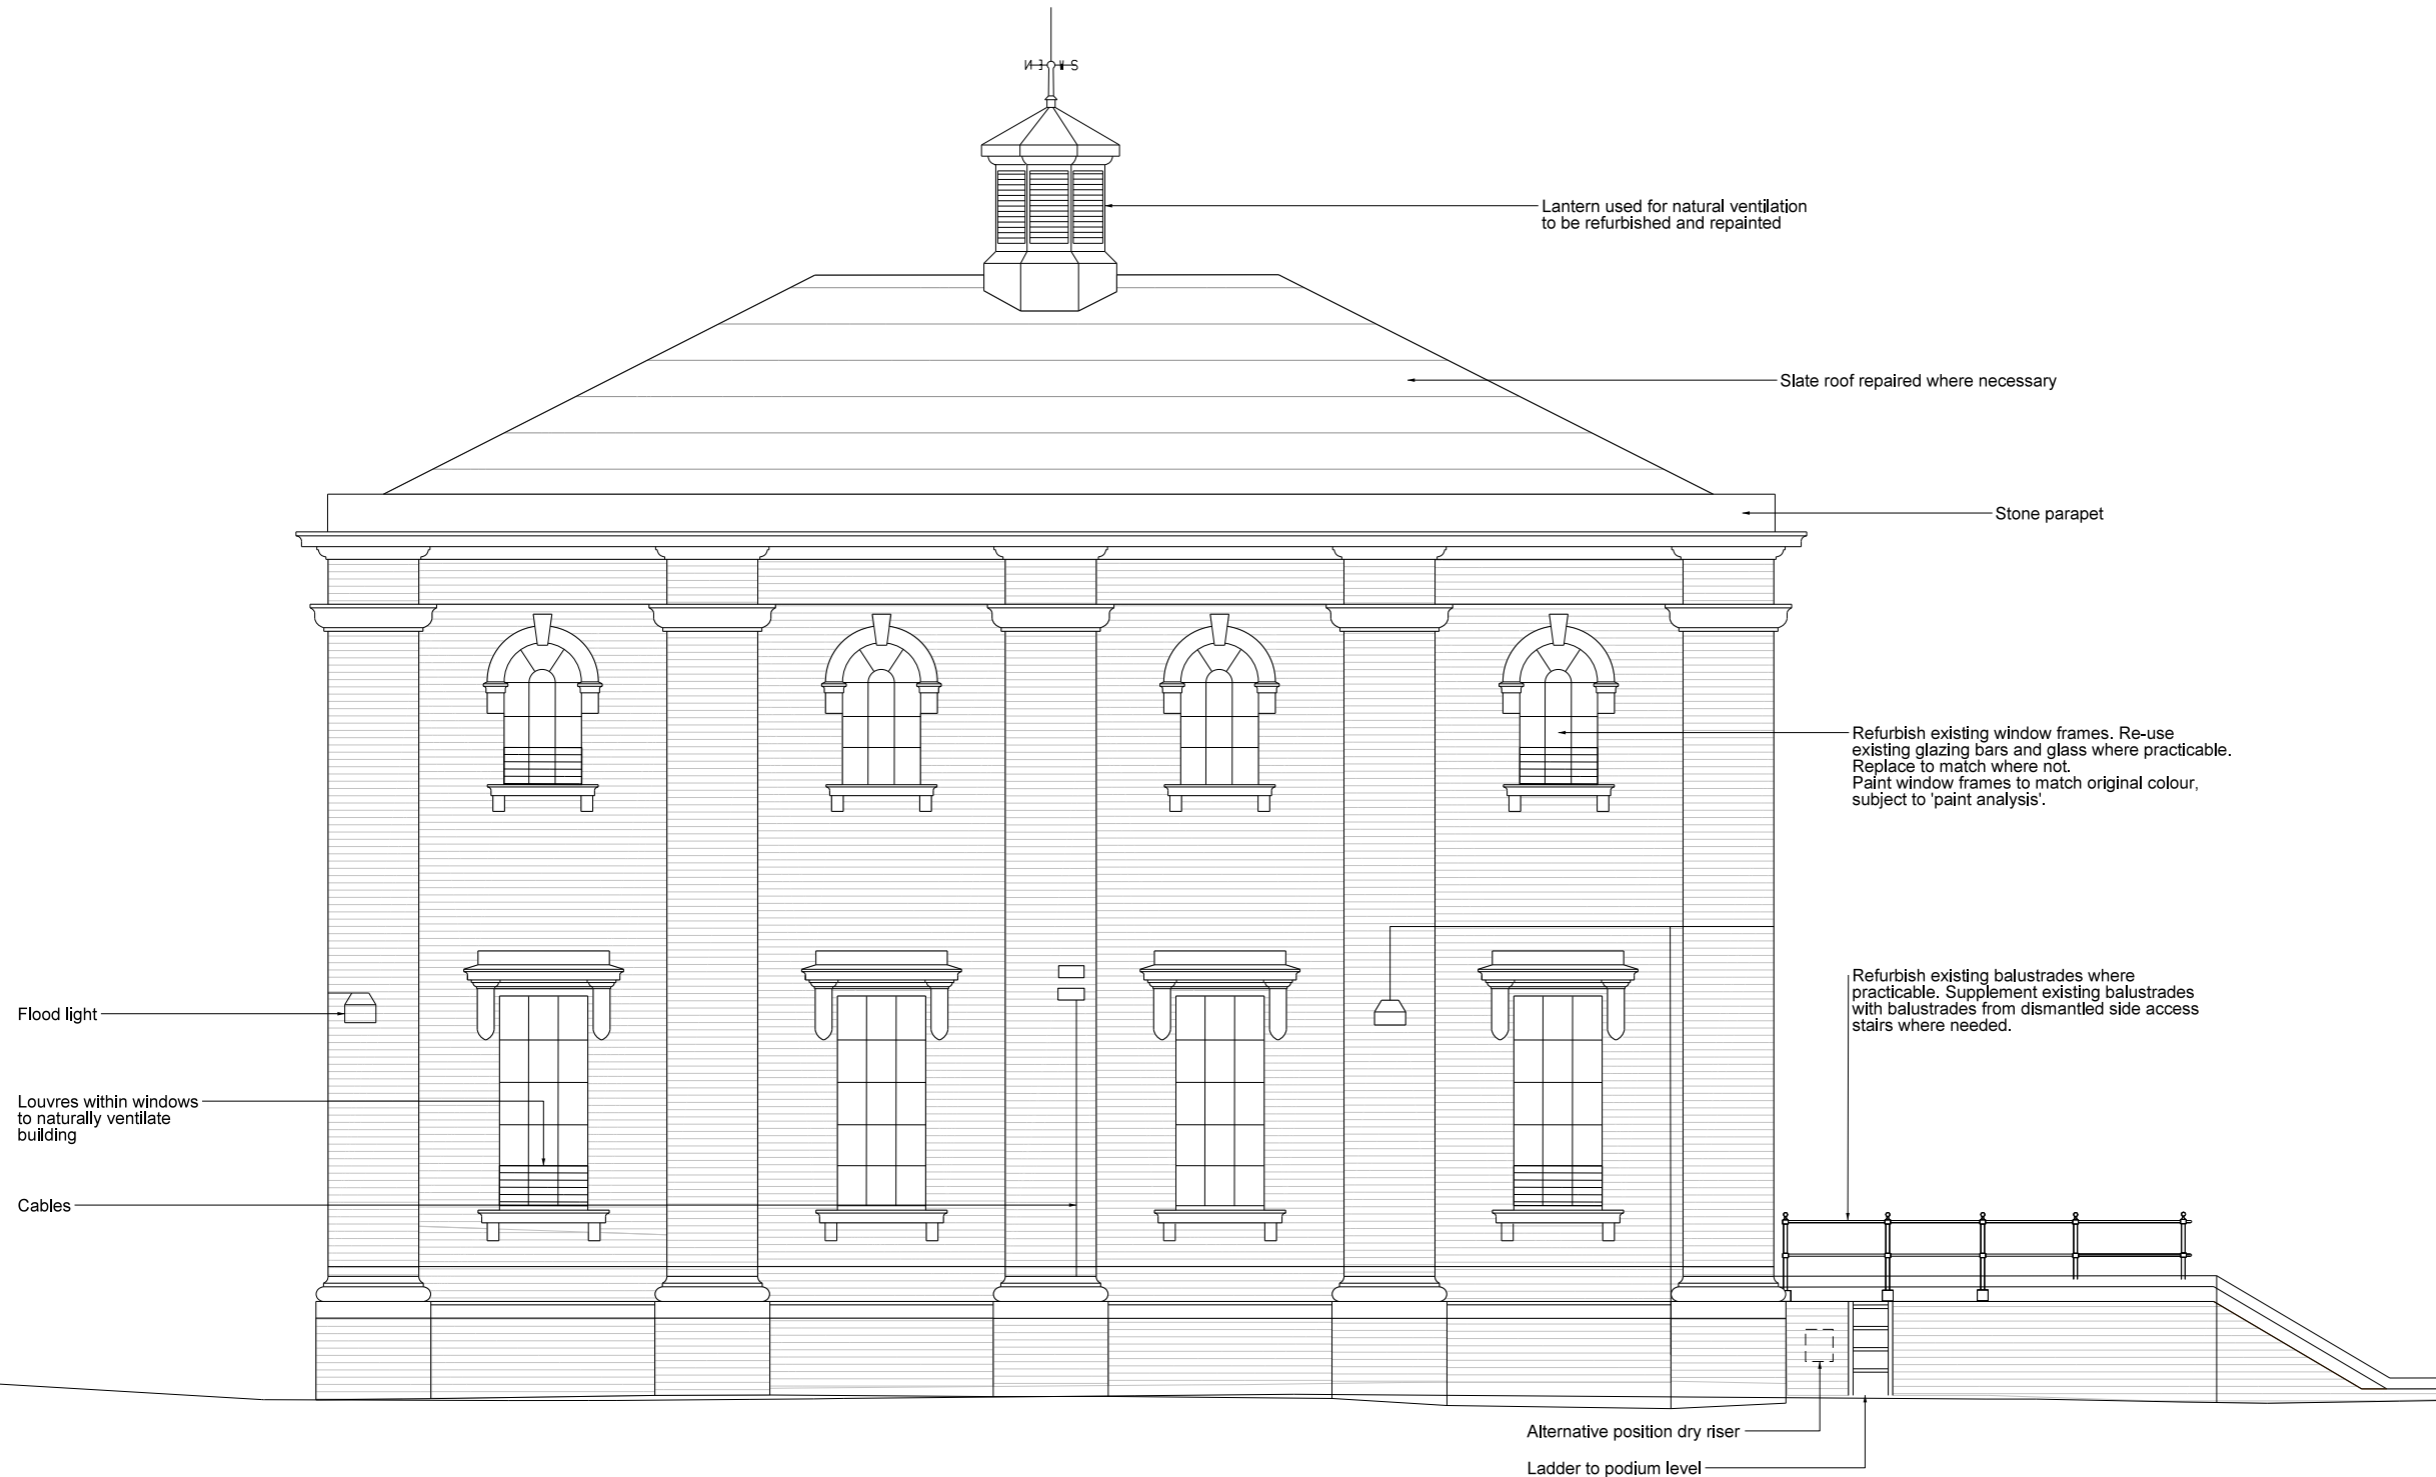 N E W S
Lantern used for natural ventilation
to be refurbished and repainted
Slate roof repaired where necessary
Stone parapet
Refurbish existing window frames. Re-use
existing glazing bars and glass where practicable.
Replace to match where not.
Paint window frames to match original colour,
subject to 'paint analysis'.
Refurbish existing balustrades where
practicable. Supplement existing balustrades
with balustrades from dismantled side access
stairs where needed.
Flood light
Louvres within windows
to naturally ventilate
building
Cables
Alternative position dry riser
Ladder to podium level